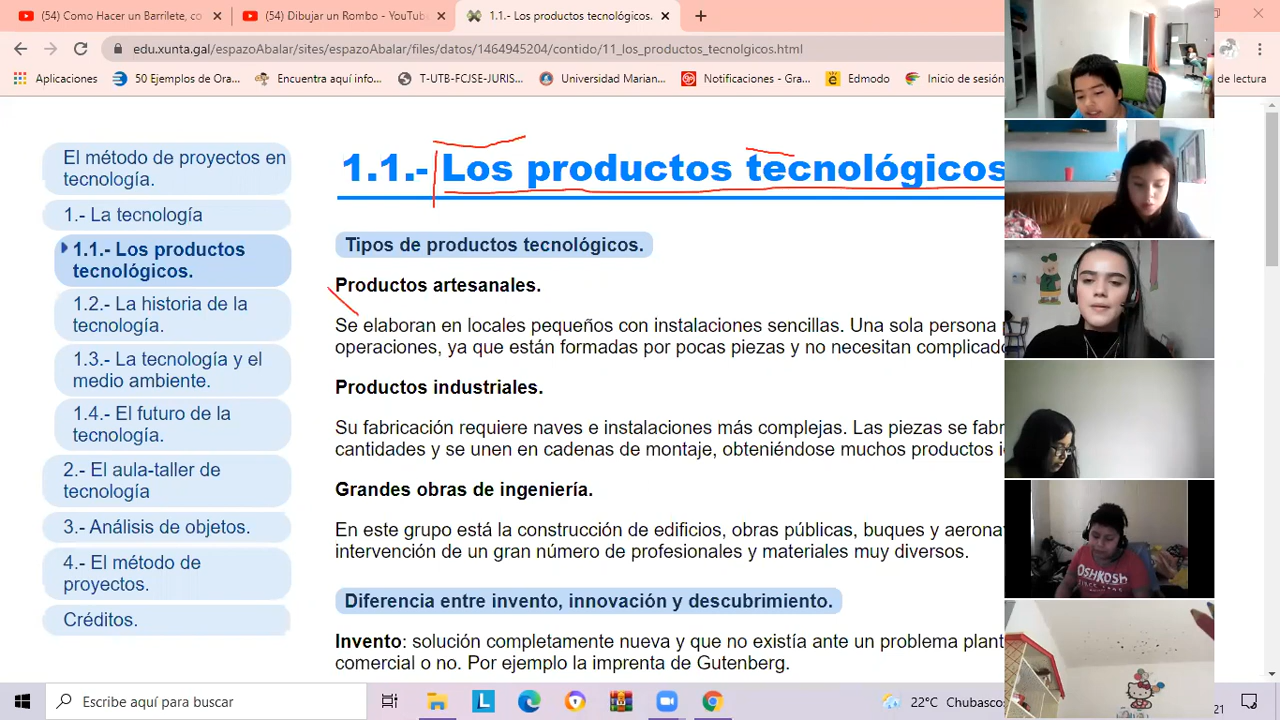 (54) Como Hacer un Barrilete, co
(54) Dibujar un Rombo - YouTube
1.1.- Los productos tecnológicos.
edu.xunta.gal/espazoAbalar/sites/espazoAbalar/files/datos/1464945204/contido/11_los_productos_tecnolgicos.html
Aplicaciones
50 Ejemplos de Ora...
Encuentra aquí info...
T-UTB-FCJSE-JURIS...
Universidad Marian...
Notificaciones - Gra...
Edmodo
Inicio de sesión
de lectura
El método de proyectos en
tecnología.
1.- La tecnología
1.1.- Los productos
tecnológicos.
1.2.- La historia de la
tecnología.
1.3.- La tecnología y el
medio ambiente.
1.4.- El futuro de la
tecnología.
2.- El aula-taller de
tecnología
3.- Análisis de objetos.
4.- El método de
proyectos.
Créditos.
1.1.- Los productos tecnológicos
Tipos de productos tecnológicos.
Productos artesanales.
Se elaboran en locales pequeños con instalaciones sencillas. Una sola persona
operaciones, ya que están formadas por pocas piezas y no necesitan complicado
Productos industriales.
Su fabricación requiere naves e instalaciones más complejas. Las piezas se fabr
cantidades y se unen en cadenas de montaje, obteniéndose muchos productos i
Grandes obras de ingeniería.
En este grupo está la construcción de edificios, obras públicas, buques y aerona
intervención de un gran número de profesionales y materiales muy diversos.
Diferencia entre invento, innovación y descubrimiento.
Invento: solución completamente nueva y que no existía ante un problema plant
comercial o no. Por ejemplo la imprenta de Gutenberg.
OSHKOSH
Escribe aquí para buscar
22°C Chubasco
21